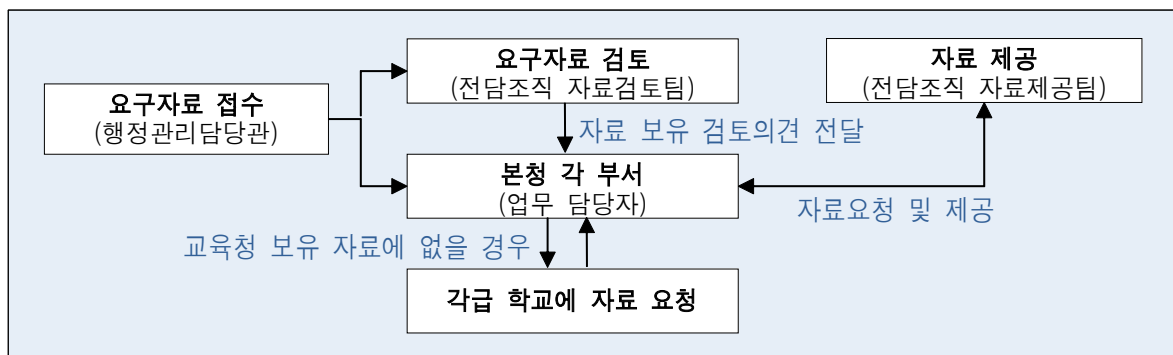 요구자료 접수
(행정관리담당관)
요구자료 검토
(전담조직 자료검토팀)
자료 제공
(전담조직 자료제공팀)
자료 보유 검토의견 전달
본청 각 부서
(업무 담당자)
자료요청 및 제공
교육청 보유 자료에 없을 경우
각급 학교에 자료 요청